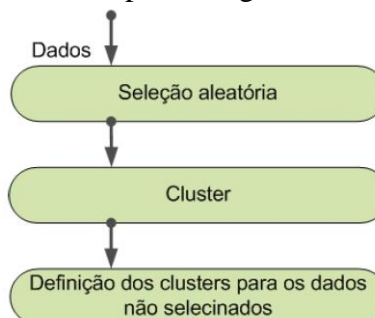 Dados
Seleção aleatória
Cluster
Definição dos clusters para os dados
não selecinados